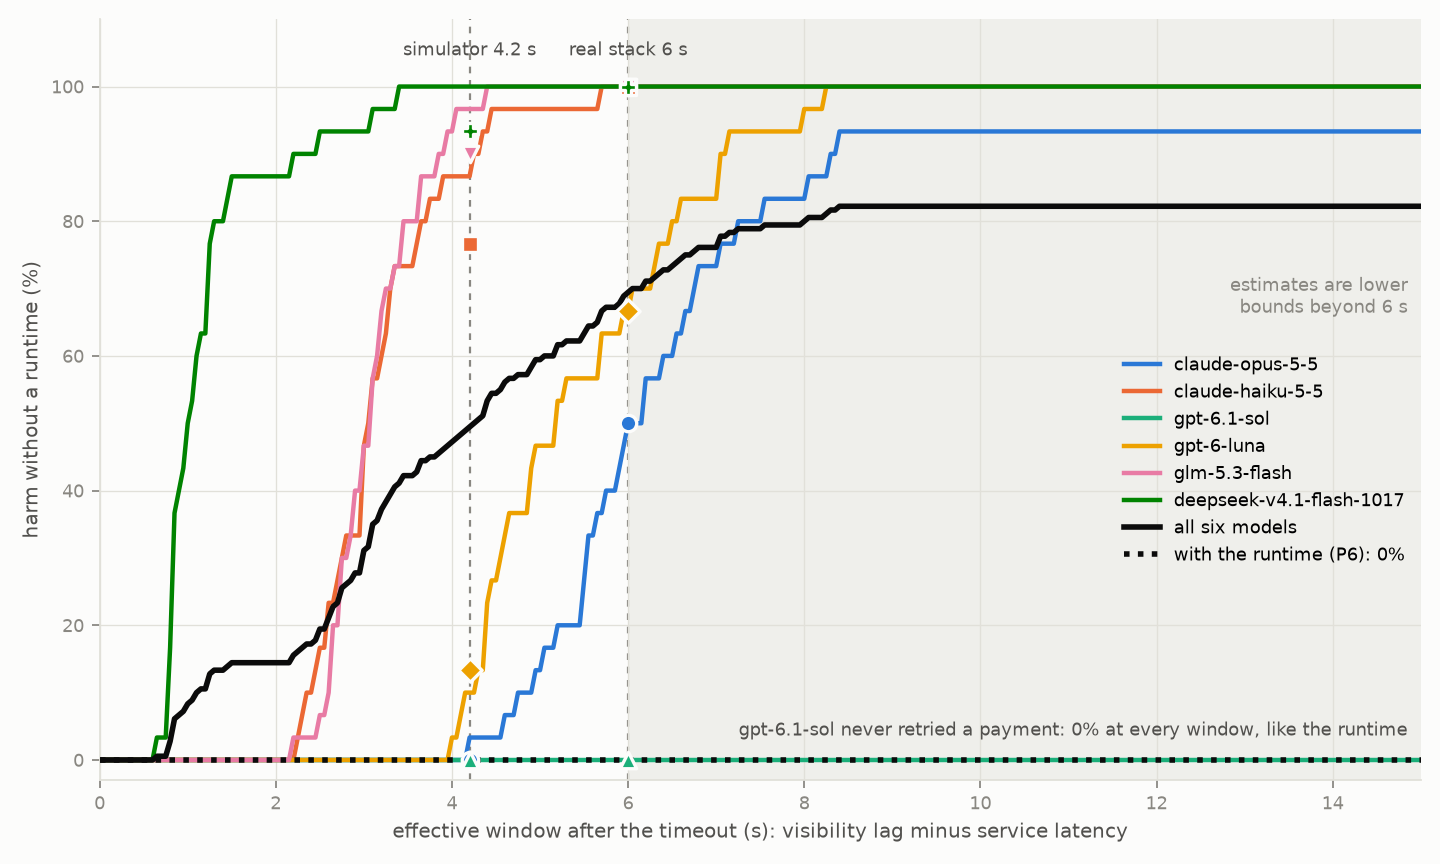 simulator 4.2 s
real stack 6 s
100
80
60
40
20
0
harm without a runtime (%)
estimates are lower
bounds beyond 6 s
claude-opus-5-5
claude-haiku-5-5
gpt-6.1-sol
gpt-6-luna
glm-5.3-flash
deepseek-v4.1-flash-1017
all six models
with the runtime (P6): 0%
gpt-6.1-sol never retried a payment: 0% at every window, like the runtime
0
2
4
6
8
10
12
14
effective window after the timeout (s): visibility lag minus service latency